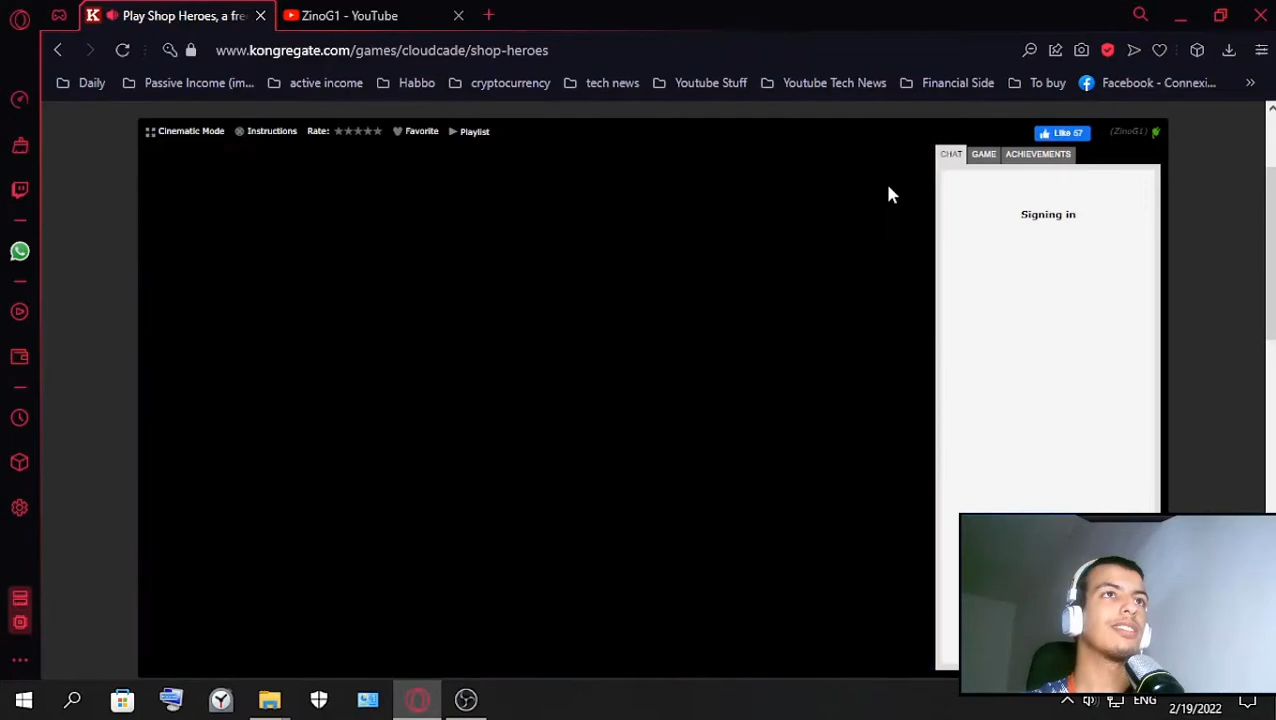 Play Shop Heroes, a fre
ZinoG1 - YouTube
www.kongregate.com/games/cloudcade/shop-heroes
Daily
Passive Income (im...
active income
Habbo
cryptocurrency
tech news
Youtube Stuff
Youtube Tech News
Financial Side
To buy
Facebook - Connexi...
Cinematic Mode
Instructions
Rate:
Favorite
Playlist
Like 57
(ZinoG1)
CHAT
GAME
ACHIEVEMENTS
Signing in
ENG
2/19/2022